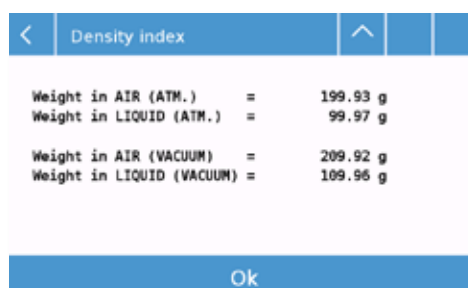 Density index
Weight in AIR (ATM.) = 199.93 g
Weight in LIQUID (ATM.) = 99.97 g
Weight in AIR (VACUUM) = 209.92 g
Weight in LIQUID (VACUUM) = 109.96 g
Ok